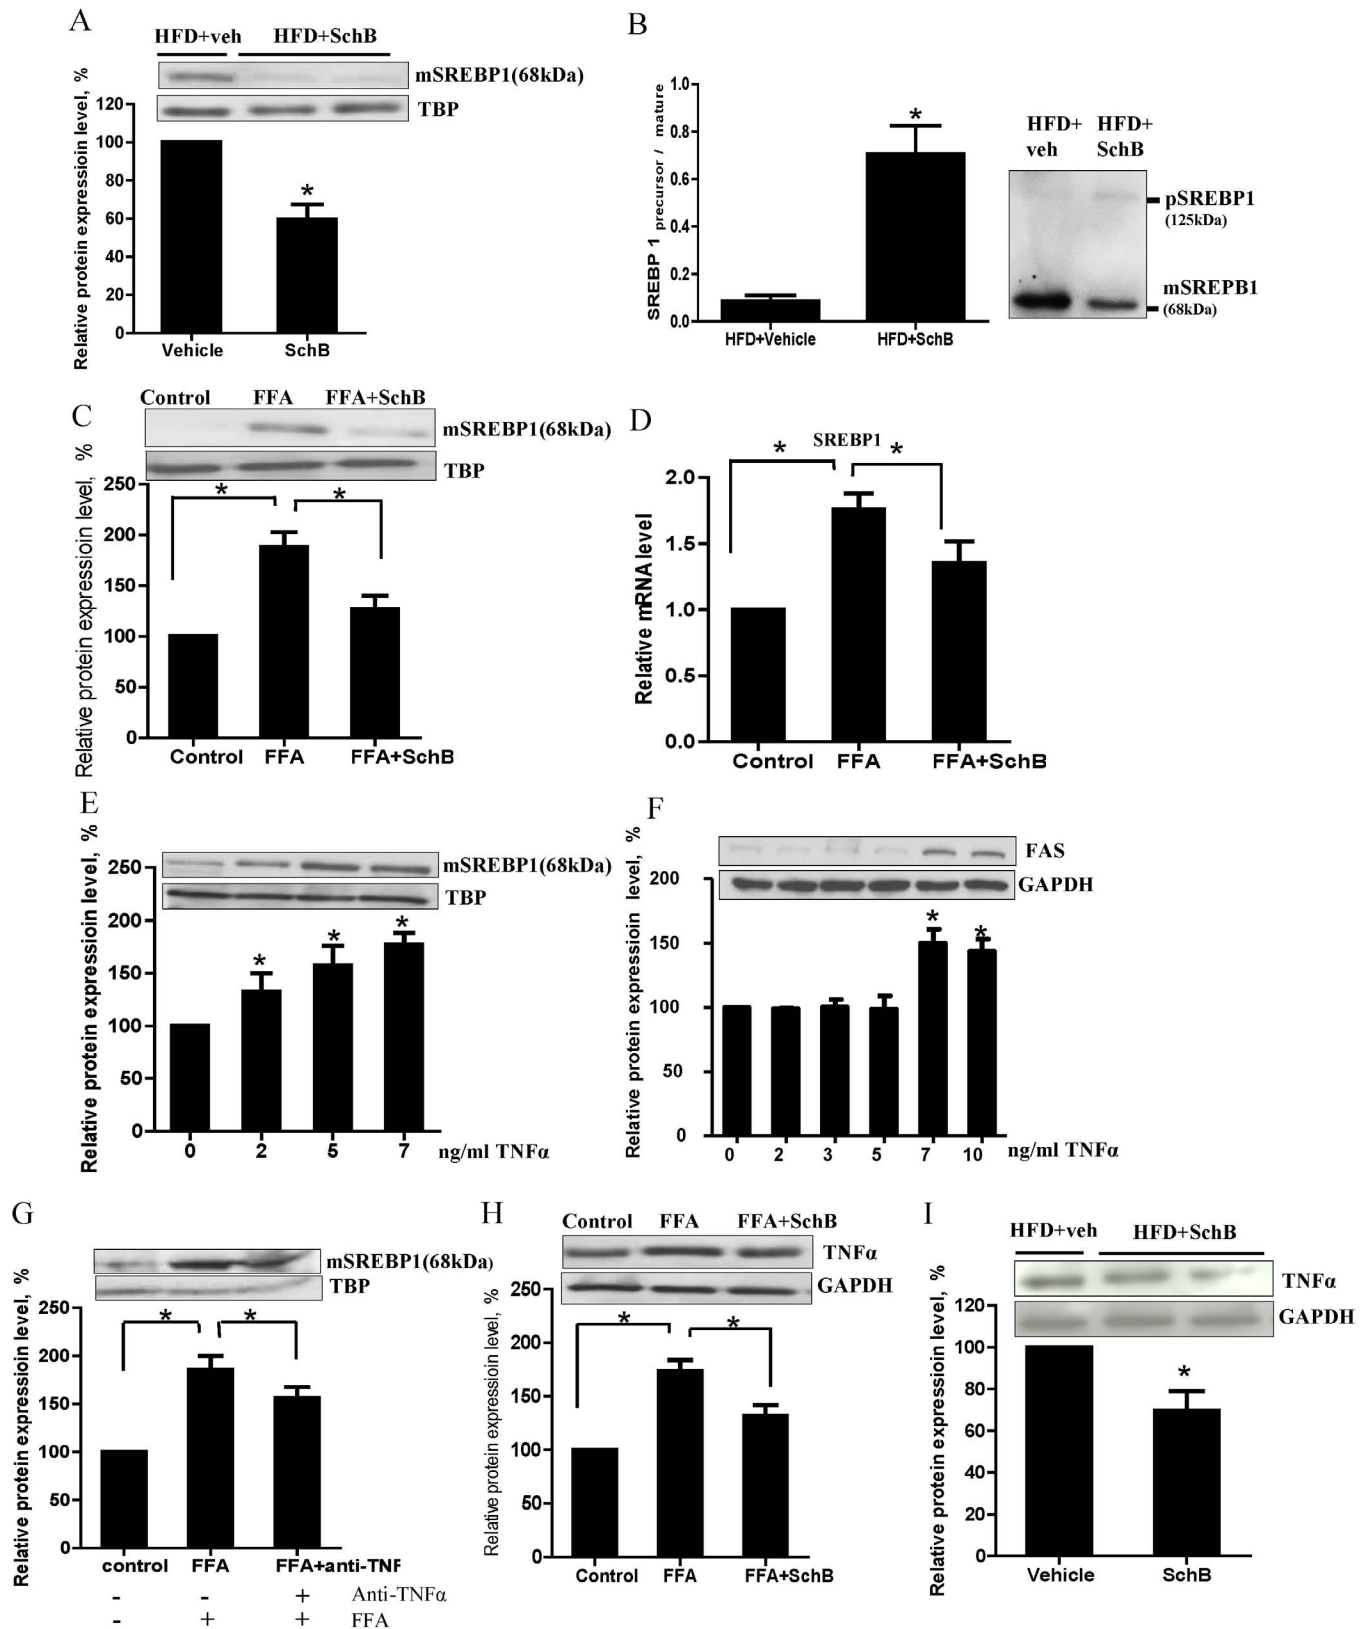 A
HFD+veh HFD+SchB
mSREBP1(68kDa)
TBP
Relative protein expressioin level, %
120
100
80
60
40
20
0
*
Vehicle SchB
B
SREBP 1 precursor / mature
1.0
0.8
0.6
0.4
0.2
0.0
*
HFD+Vehicle HFD+SchB
HFD+ HFD+
veh SchB
pSREBP1
(125kDa)
mSREPB1
(68kDa)
C
Control FFA FFA+SchB
mSREBP1(68kDa)
TBP
Relative protein expressioin level, %
250
200
150
100
50
0
* *
Control FFA FFA+SchB
D
SREBP1
* *
Relative mRNA level
2.0
1.5
1.0
0.5
0.0
Control FFA FFA+SchB
E
mSREBP1(68kDa)
TBP
Relative protein expressioin level, %
250
200
150
100
50
0
* * *
0 2 5 7 ng/ml TNFα
F
FAS
GAPDH
Relative protein expressioin level, %
200
150
100
50
0
* *
0 2 3 5 7 10 ng/ml TNFα
G
mSREBP1(68kDa)
TBP
Relative protein expressioin level, %
250
200
150
100
50
0
* *
control FFA FFA+anti-TNF
- - + Anti-TNFα
- + + FFA
H
Control FFA FFA+SchB
TNFα
GAPDH
Relative protein expressioin level, %
250
200
150
100
50
0
* *
Control FFA FFA+SchB
I
HFD+veh HFD+SchB
TNFα
GAPDH
Relative protein expressioin level, %
120
100
80
60
40
20
0
*
Vehicle SchB